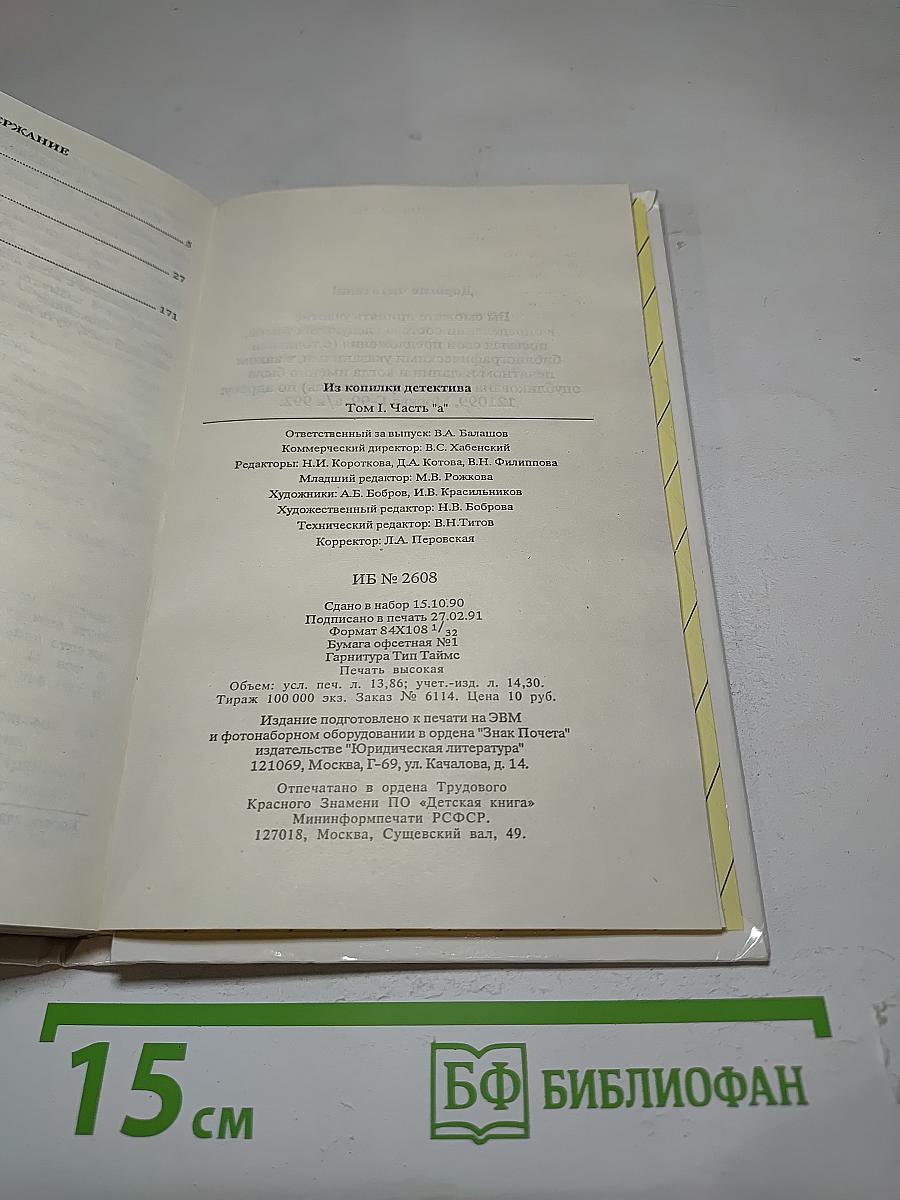 ЕРЖАНИЕ
5
27
171
Из копилки детектива
Том I. Часть "а"
Ответственный за выпуск: В.А. Балашов
Коммерческий директор: В.С. Хабенский
Редакторы: Н.И. Короткова, Д.А. Котова, В.Н. Филиппова
Младший редактор: М.В. Рожкова
Художники: А.Б. Бобров, И.В. Красильников
Художественный редактор: Н.В. Боброва
Технический редактор: В.Н.Титов
Корректор: Л.А. Перовская
ИБ № 2608
Сдано в набор 15.10.90
Подписано в печать 27.02.91
Формат 84X108 1/32
Бумага офсетная №1
Гарнитура Тип Таймс
Печать высокая
Объем: усл. печ. л. 13,86; учет.-изд. л. 14,30.
Тираж 100 000 экз. Заказ № 6114. Цена 10 руб.
Издание подготовлено к печати на ЭВМ
и фотонаборном оборудовании в ордена "Знак Почета"
издательстве "Юридическая литература"
121069, Москва, Г-69, ул. Качалова, д. 14.
Отпечатано в ордена Трудового
Красного Знамени ПО «Детская книга»
Мининформпечати РСФСР.
127018, Москва, Сущевский вал, 49.
15 см
БФ БИБЛИОФАН